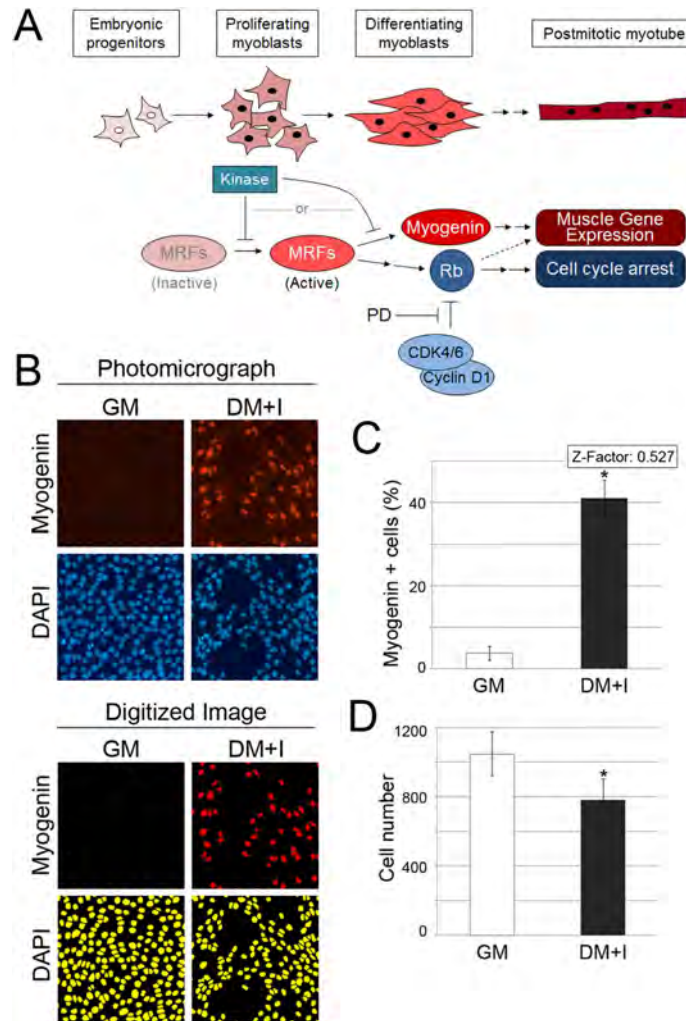 A
Embryonic
progenitors
Proliferating
myoblasts
Differentiating
myoblasts
Postmitotic myotube
Kinase
or
MRFs
(Inactive)
MRFs
(Active)
Myogenin
Rb
Muscle Gene
Expression
Cell cycle arrest
PD
CDK4/6
Cyclin D1
B
Photomicrograph
GM DM+I
Myogenin
DAPI
Digitized Image
GM DM+I
Myogenin
DAPI
C
Z-Factor: 0.527
*
Myogenin + cells (%)
40
20
0
GM DM+I
D
*
Cell number
1200
800
400
0
GM DM+I